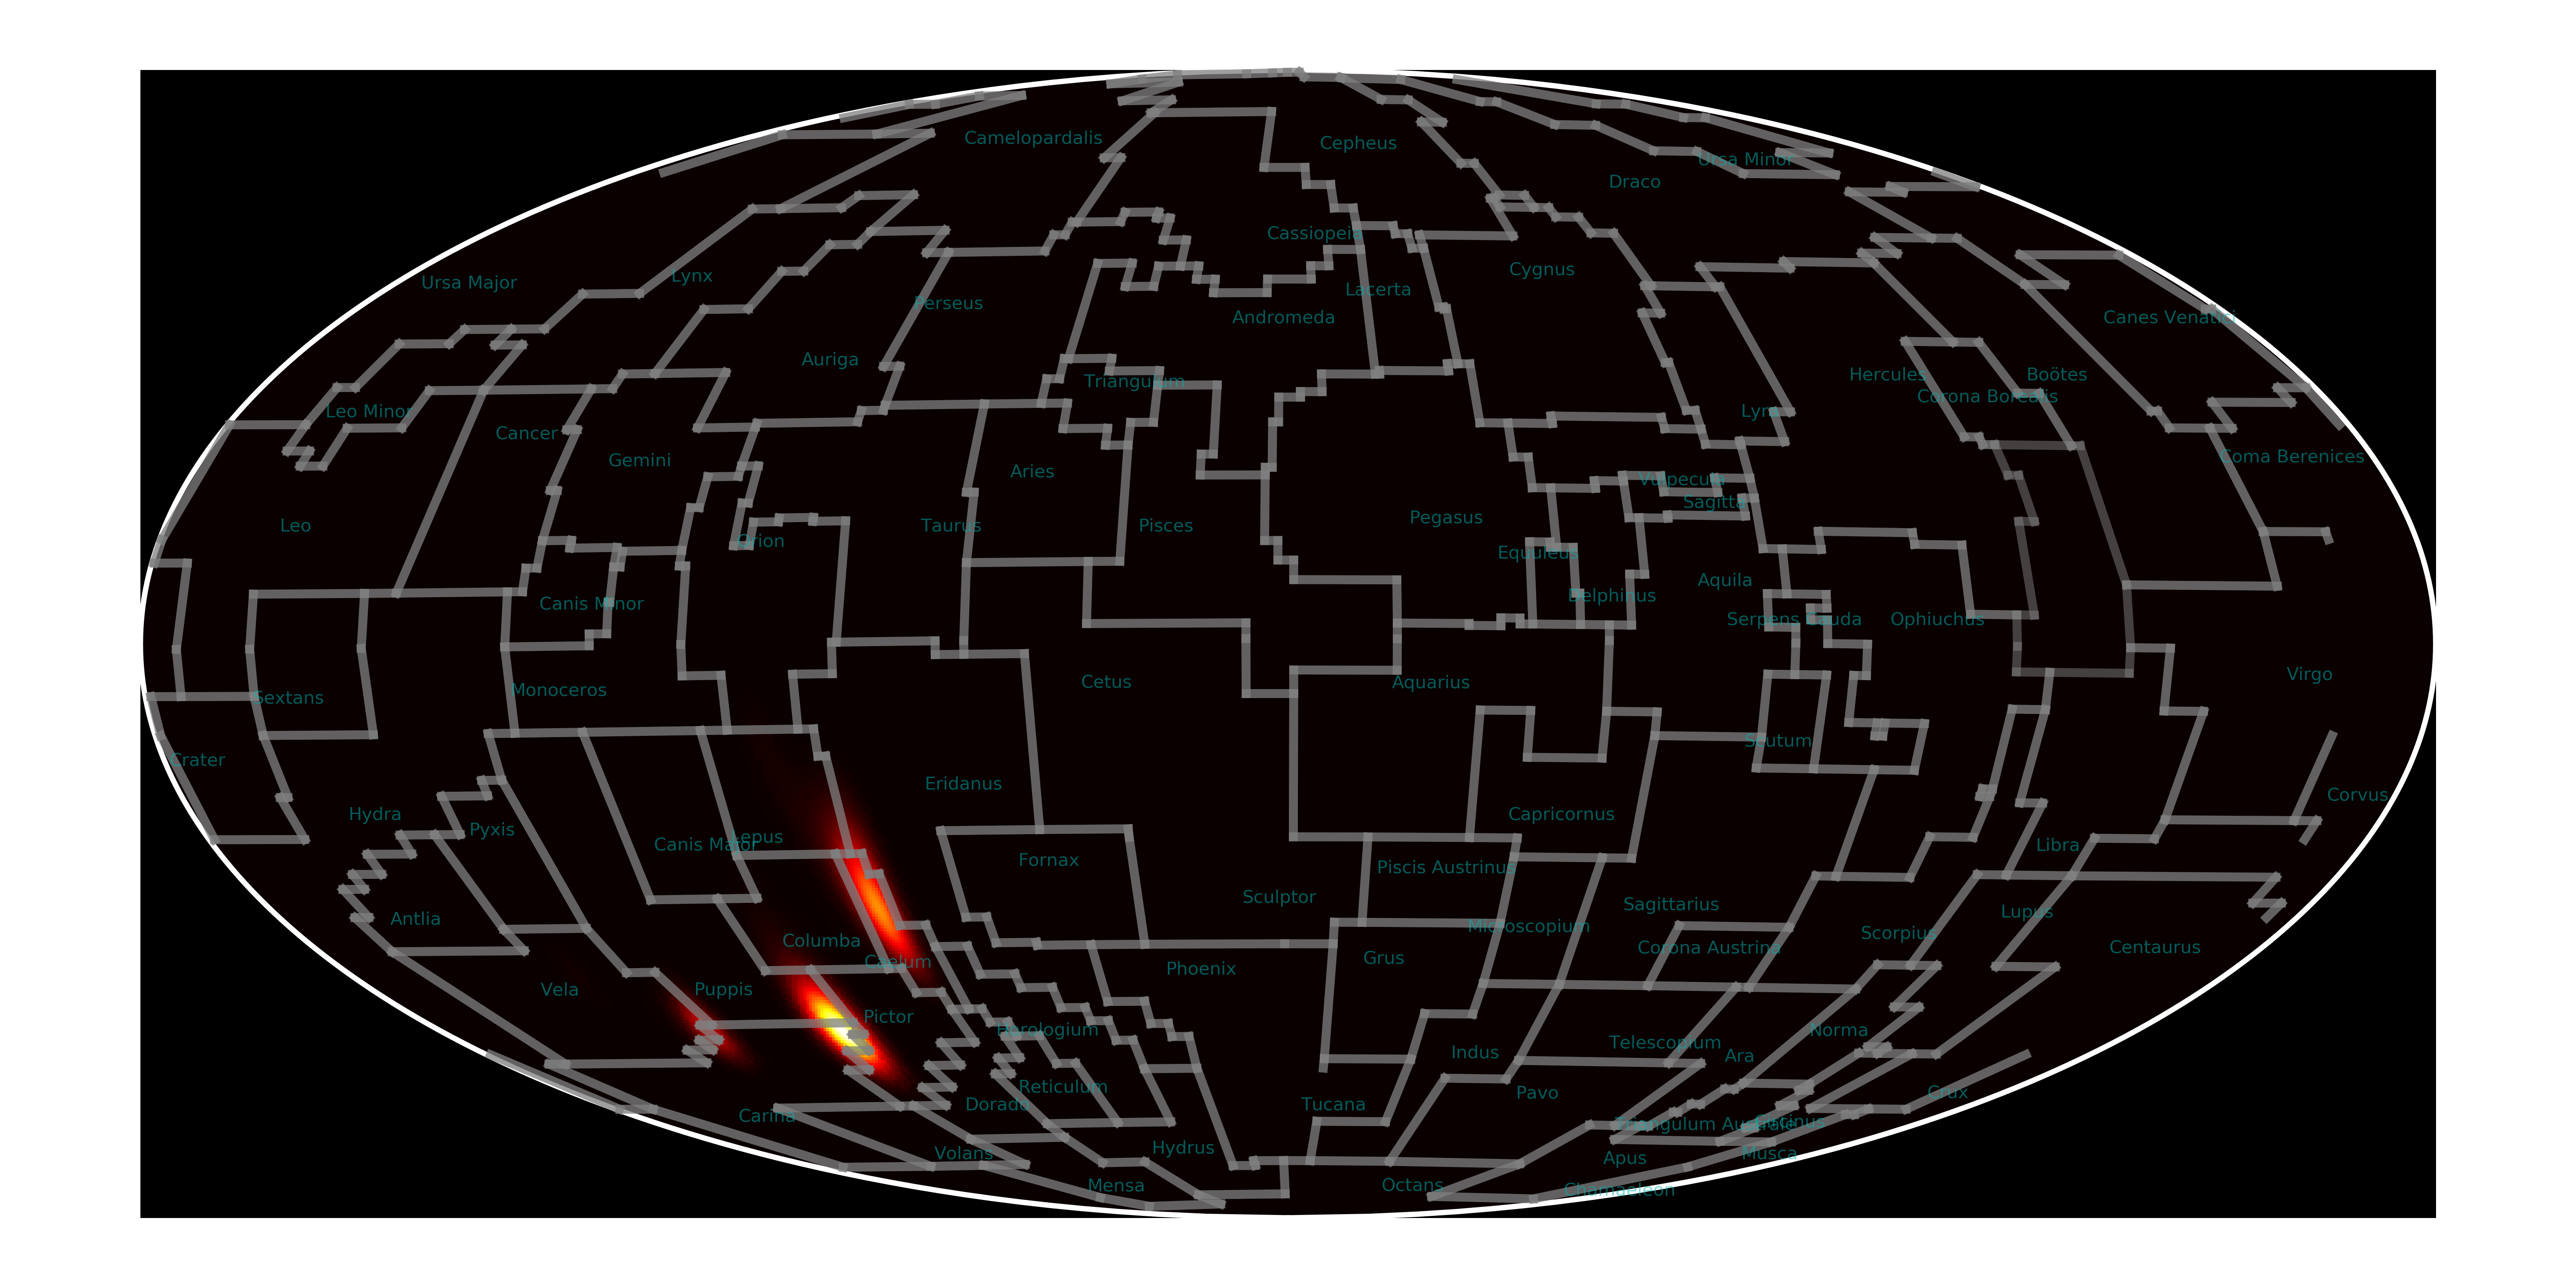 Camelopardalis
Cepheus
Ursa Minor
Draco
Cassiopeia
Cygnus
Ursa Major
Lynx
Lacerta
Perseus
Andromeda
Canes Venatici
Auriga
Triangulum
Hercules
Boötes
Corona Borealis
Leo Minor
Lyra
Cancer
Gemini
Coma Berenices
Aries
Vulpecula
Sagitta
Leo
Taurus
Pisces
Pegasus
Orion
Equuleus
Aquila
Delphinus
Canis Minor
Serpens Cauda
Ophiuchus
Virgo
Cetus
Aquarius
Monoceros
Sextans
Scutum
Crater
Eridanus
Corvus
Hydra
Capricornus
Pyxis
Lepus
Canis Major
Libra
Fornax
Piscis Austrinus
Sculptor
Sagittarius
Lupus
Antlia
Microscopium
Scorpius
Columba
Corona Austrina
Centaurus
Grus
Caelum
Phoenix
Vela
Puppis
Pictor
Horologium
Norma
Telescopium
Indus
Ara
Reticulum
Pavo
Crux
Dorado
Tucana
Carina
Triangulum Australe
Circinus
Hydrus
Volans
Musca
Apus
Mensa
Octans
Chamaeleon